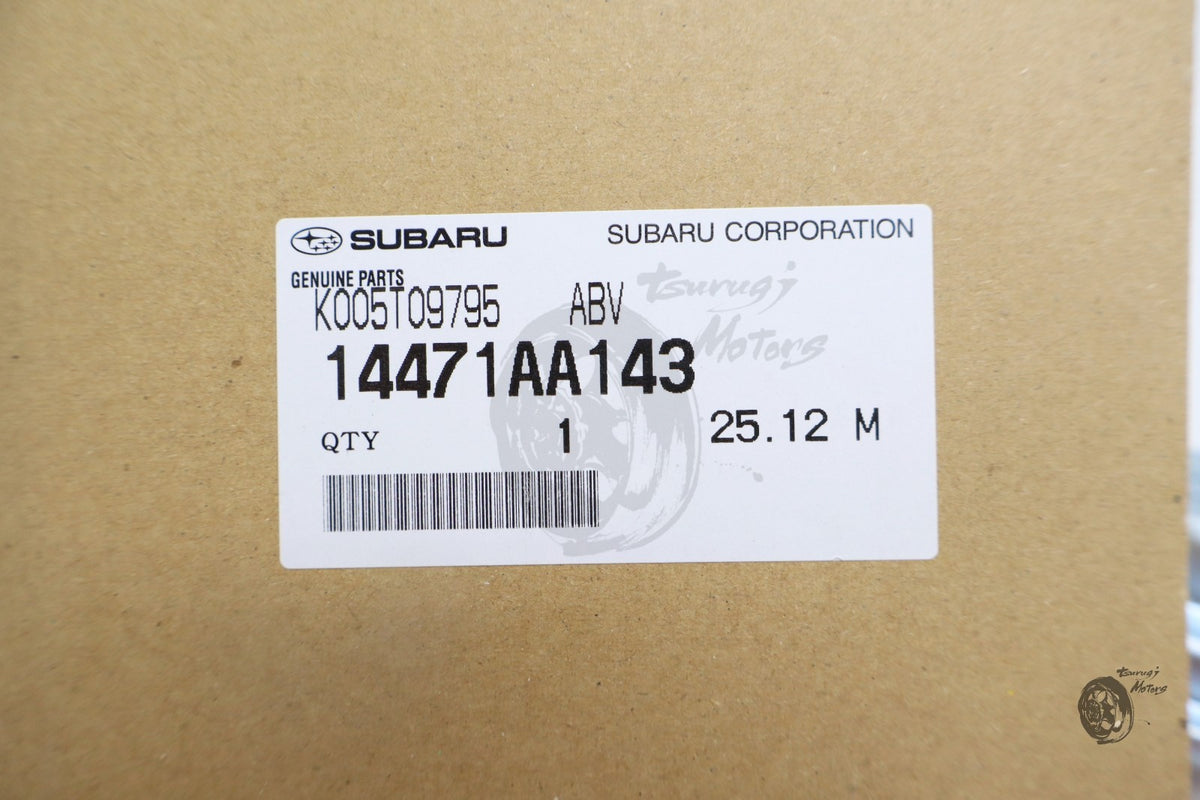 SUBARU SUBARU CORPORATION
GENUINE PARTS
K005T09795 ABV
14471AA143
QTY 1 25.12 M
tsurugi
Motors
tsurugi
Motors